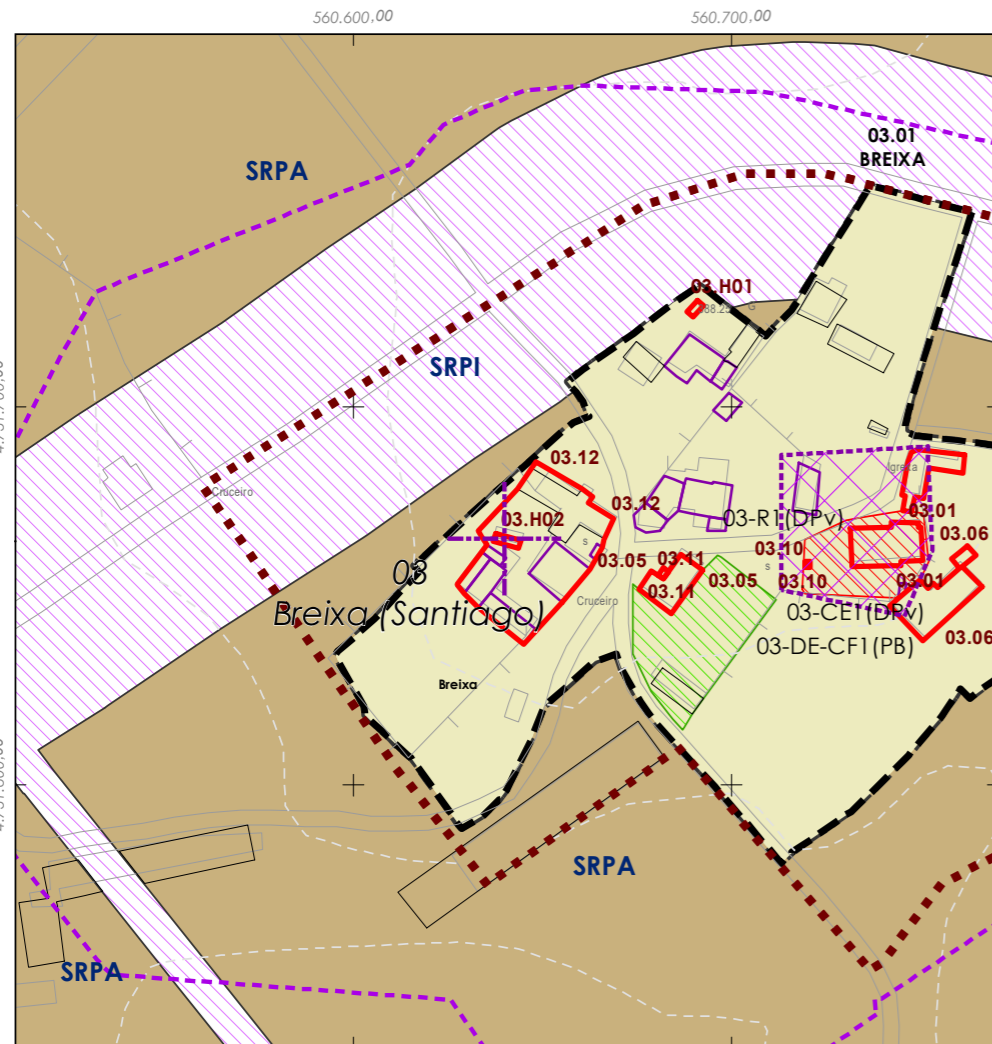 560.600,00
560.700,00
03.01
BREIXA
SRPA
03.H01
G
SRPI
03.12
Igrexa
Cruceiro
03.12
03.01
03.H02
03-R1(DPv)
03.06
s
03.10
03.05
03.11
s
03
03.05
03.10
03.01
03.11
Cruceiro
Breixa (Santiago)
03-CE1(DPv)
03.06
03-DE-CF1(PB)
Breixa
SRPA
SRPA